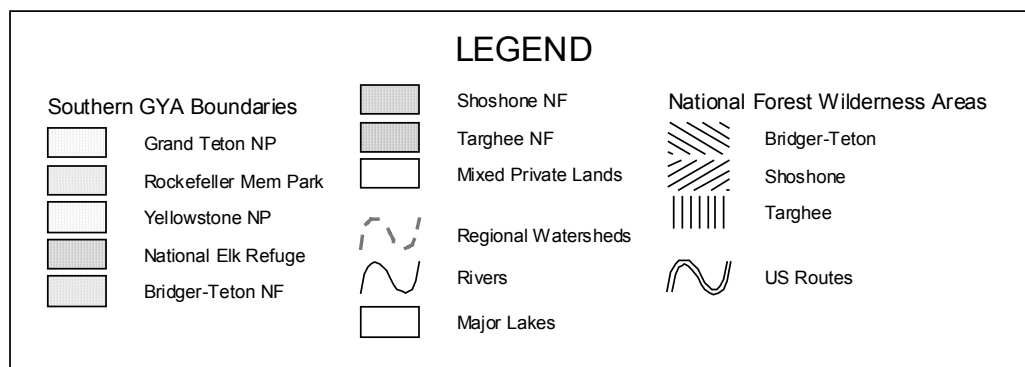 LEGEND
Southern GYA Boundaries
Grand Teton NP
Rockefeller Mem Park
Yellowstone NP
National Elk Refuge
Bridger-Teton NF
Shoshone NF
Targhee NF
Mixed Private Lands
Regional Watersheds
Rivers
Major Lakes
National Forest Wilderness Areas
Bridger-Teton
Shoshone
Targhee
US Routes